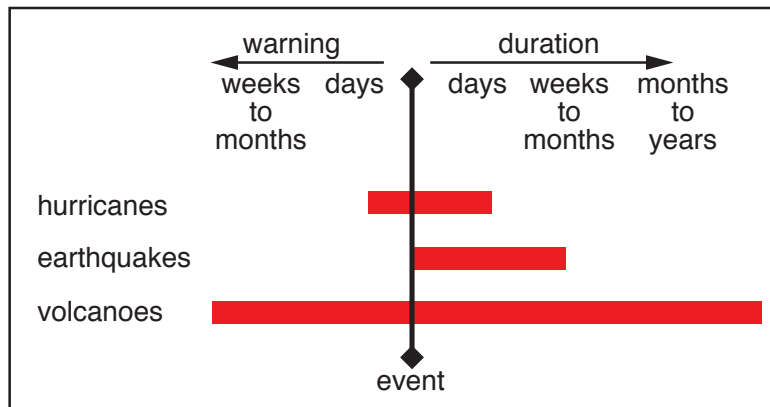 warning duration
weeks to months days days weeks to months months to years
hurricanes
earthquakes
volcanoes
event